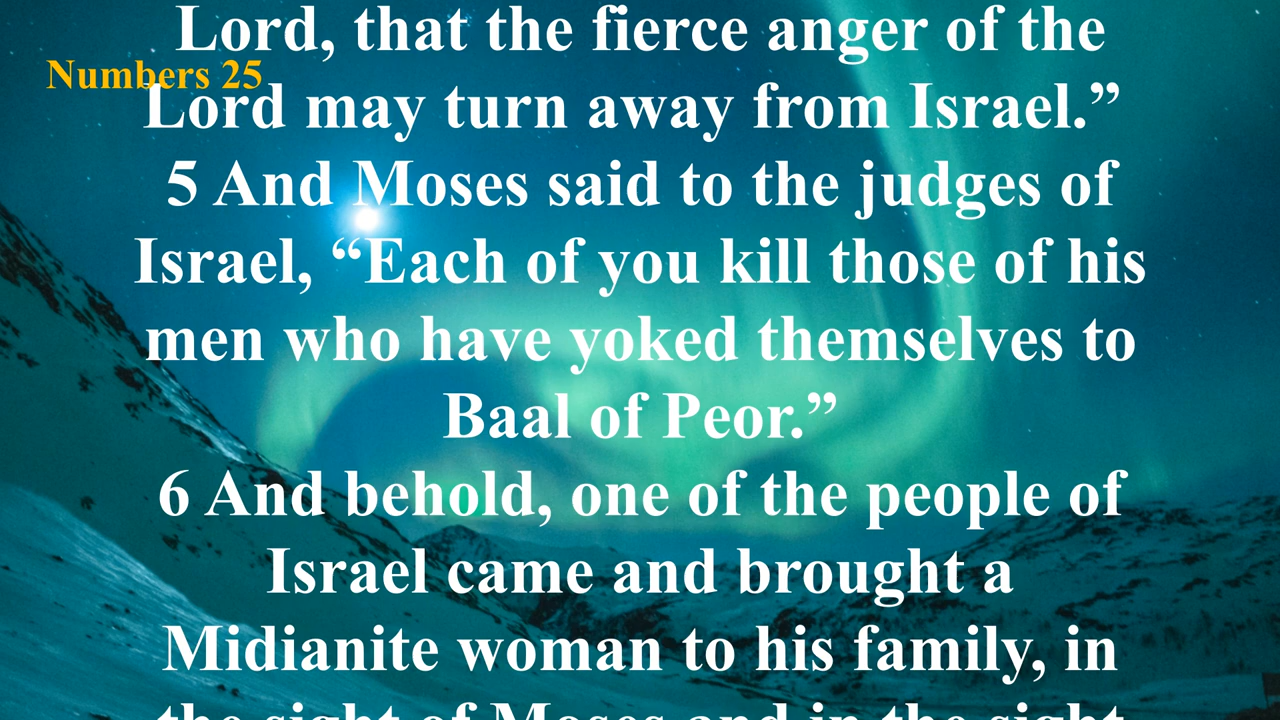 Lord, that the fierce anger of the
Numbers 25
Lord may turn away from Israel.”
5 And Moses said to the judges of
Israel, “Each of you kill those of his
men who have yoked themselves to
Baal of Peor.”
6 And behold, one of the people of
Israel came and brought a
Midianite woman to his family, in
the sight of Moses and in the sight